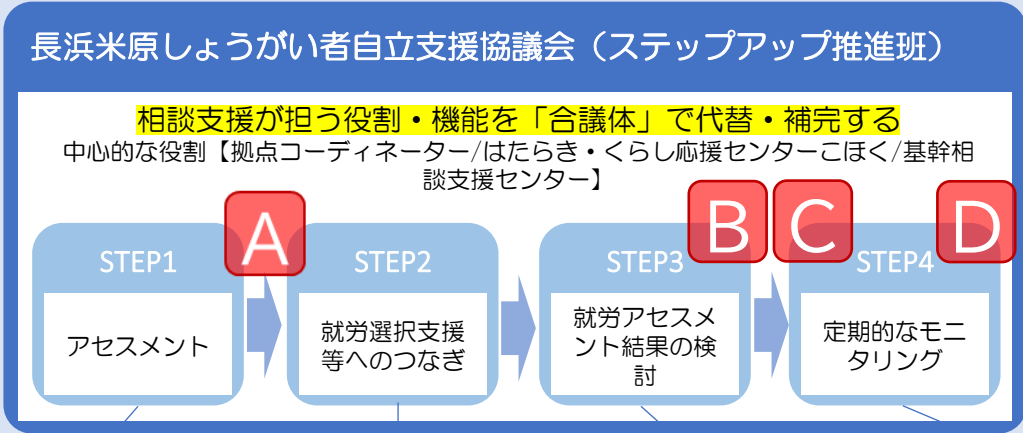 長浜米原しょうがい者自立支援協議会（ステップアップ推進班）
相談支援が担う役割・機能を「合議体」で代替・補完する
中心的な役割【拠点コーディネーター/はたらき・くらし応援センターこほく/基幹相
談支援センター】
A
B
C
D
STEP1
STEP2
STEP3
STEP4
アセスメント
就労選択支援
等へのつなぎ
就労アセスメ
ント結果の検
討
定期的なモニ
タリング